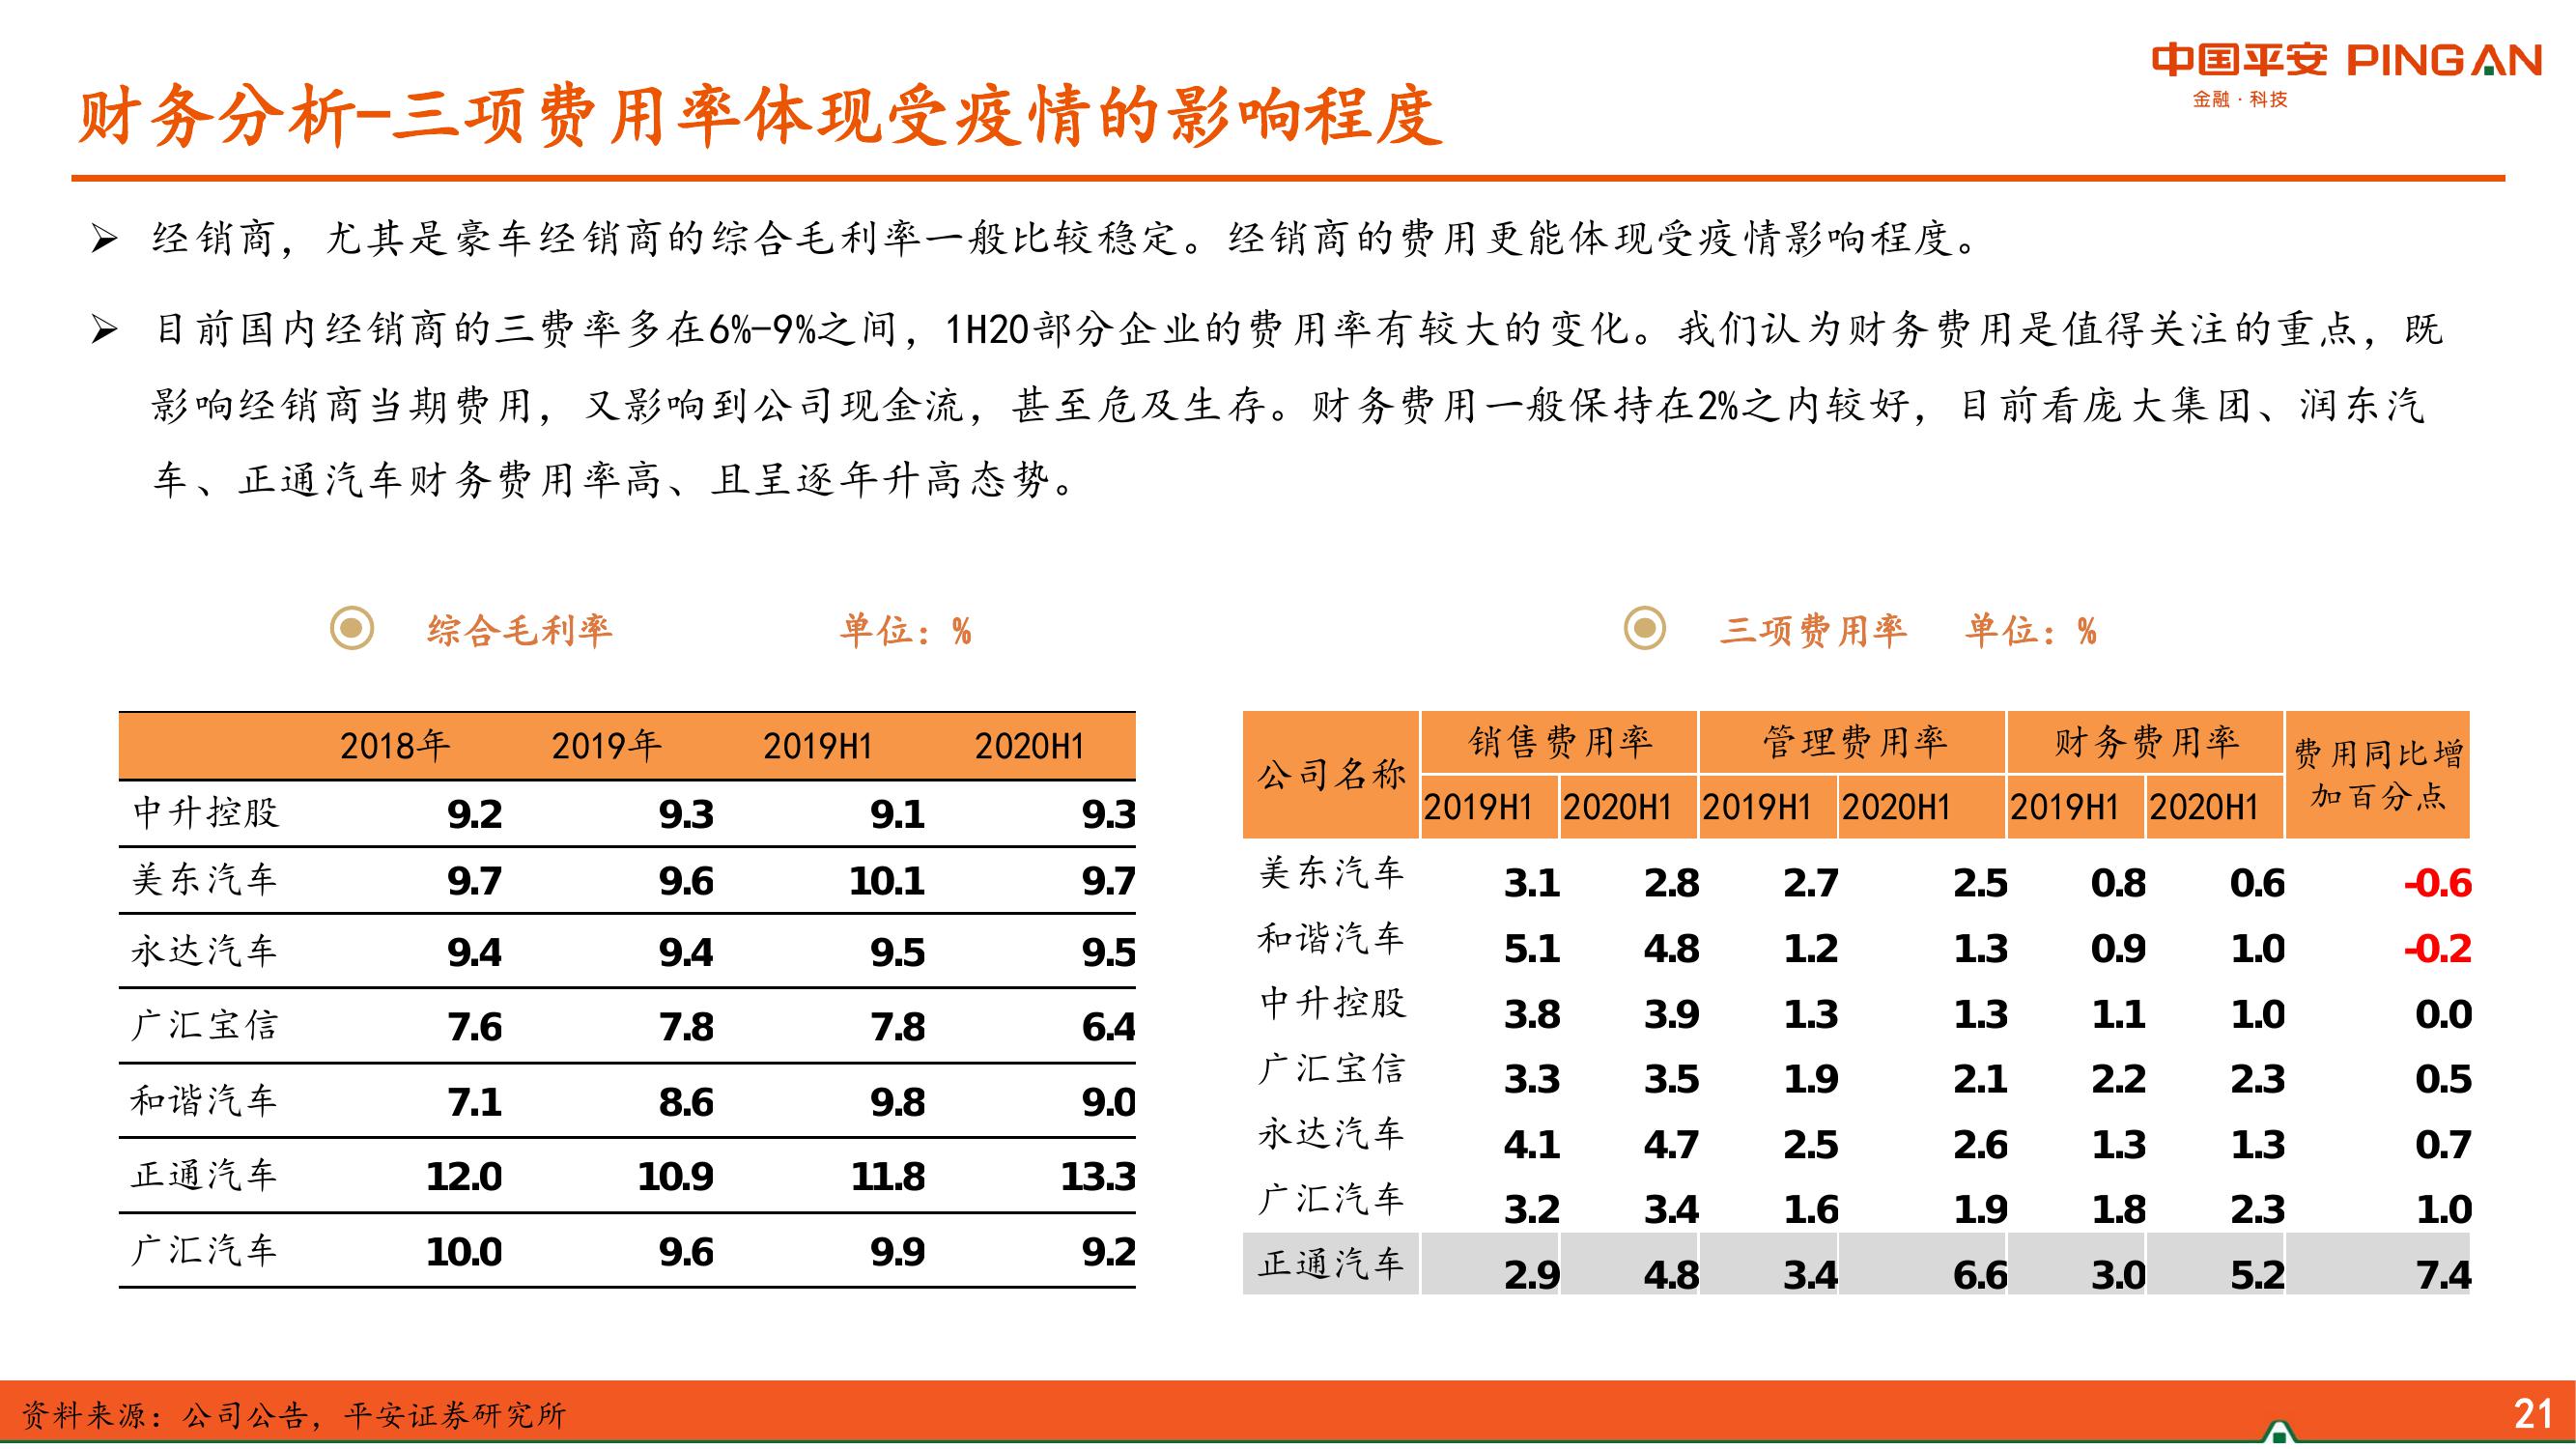 中国平安 PINGAN
金融·科技
财务分析-三项费用率体现受疫情的影响程度
➢ 经销商，尤其是豪车经销商的综合毛利率一般比较稳定。经销商的费用更能体现受疫情影响程度。
➢ 目前国内经销商的三费率多在6%-9%之间，1H20部分企业的费用率有较大的变化。我们认为财务费用是值得关注的重点，既
影响经销商当期费用，又影响到公司现金流，甚至危及生存。财务费用一般保持在2%之内较好，目前看庞大集团、润东汽
车、正通汽车财务费用率高、且呈逐年升高态势。
综合毛利率 单位：%
2018年 2019年 2019H1 2020H1
中升控股 9.2 9.3 9.1 9.3
美东汽车 9.7 9.6 10.1 9.7
永达汽车 9.4 9.4 9.5 9.5
广汇宝信 7.6 7.8 7.8 6.4
和谐汽车 7.1 8.6 9.8 9.0
正通汽车 12.0 10.9 11.8 13.3
广汇汽车 10.0 9.6 9.9 9.2
三项费用率 单位：%
公司名称 销售费用率 管理费用率 财务费用率 费用同比增
加百分点
2019H1 2020H1 2019H1 2020H1 2019H1 2020H1
美东汽车 3.1 2.8 2.7 2.5 0.8 0.6 -0.6
和谐汽车 5.1 4.8 1.2 1.3 0.9 1.0 -0.2
中升控股 3.8 3.9 1.3 1.3 1.1 1.0 0.0
广汇宝信 3.3 3.5 1.9 2.1 2.2 2.3 0.5
永达汽车 4.1 4.7 2.5 2.6 1.3 1.3 0.7
广汇汽车 3.2 3.4 1.6 1.9 1.8 2.3 1.0
正通汽车 2.9 4.8 3.4 6.6 3.0 5.2 7.4
资料来源：公司公告，平安证券研究所
21